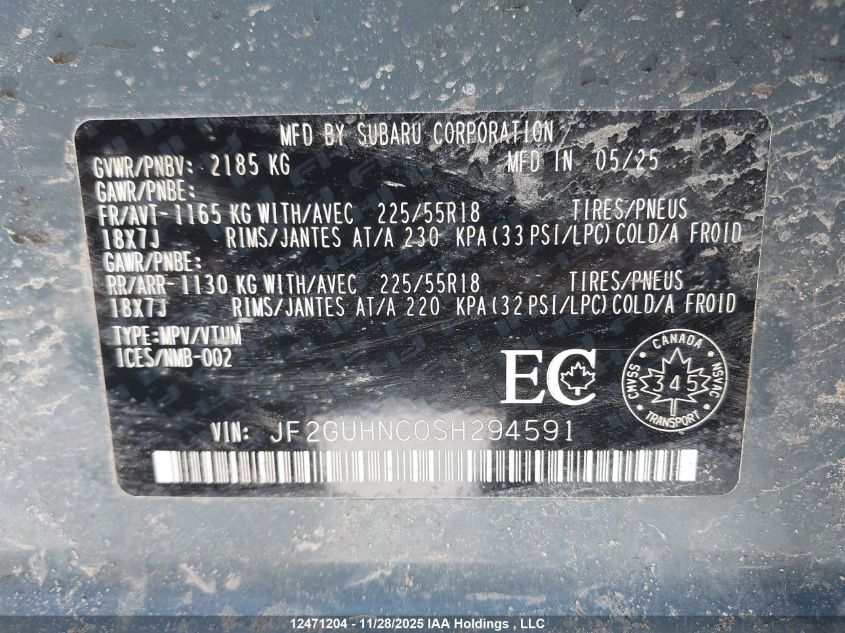 MFD BY SUBARU CORPORATION
GVWR/PNBV: 2185 KG MFD IN 05/25
GAWR/PNBE:
FR/AVT-1165 KG WITH/AVEC 225/55R18 TIRES/PNEUS
18X7J RIMS/JANTES AT/A 230 KPA(33 PSI/LPC)COLD/A FROID
GAWR/PNBE:
RR/ARR-1130 KG WITH/AVEC 225/55R18 TIRES/PNEUS
18X7J RIMS/JANTES AT/A 220 KPA(32 PSI/LPC)COLD/A FROID
TYPE:MPV/VTUM
ICES/NMB-002
EC
CANADA
CMVSS 345 NSVAC
TRANSPORT
VIN: JF2GUHNC0SH294591
12471204 - 11/28/2025 IAA Holdings , LLC